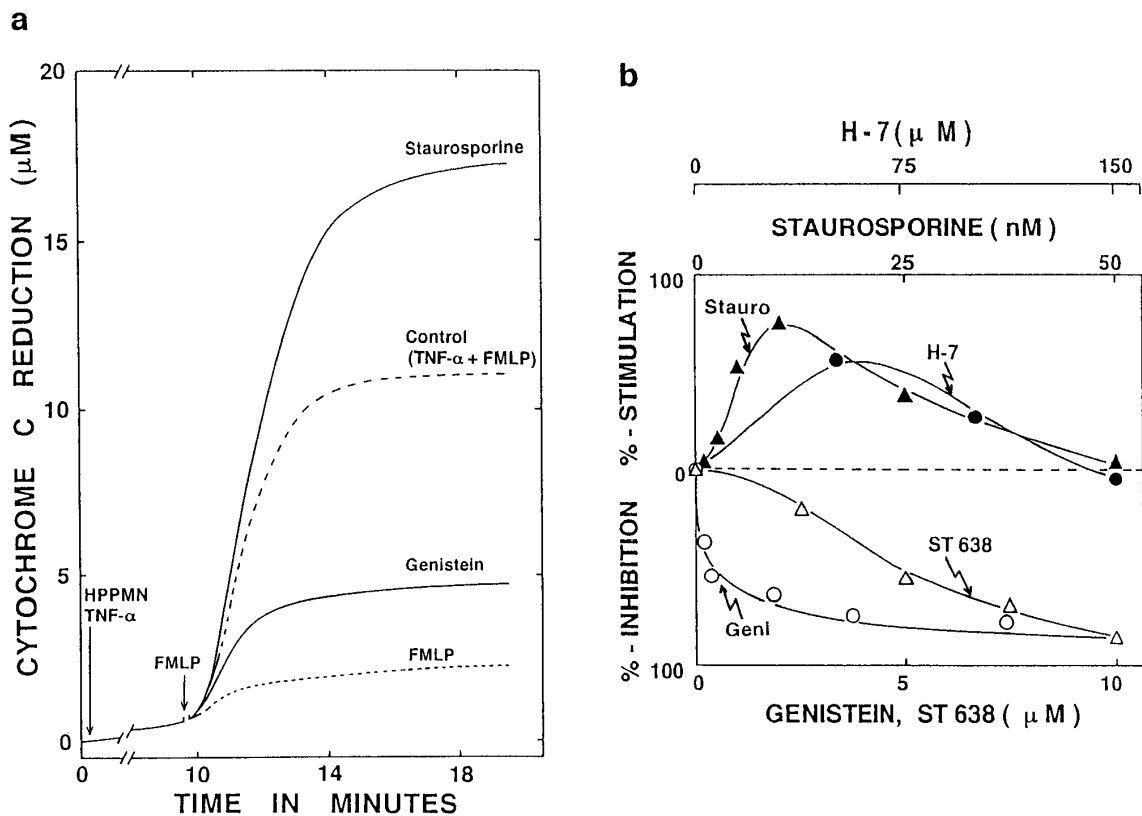 a
20
15
10
5
0
CYTOCHROME C REDUCTION (μM)
Staurosporine
Control
(TNF-α + FMLP)
Genistein
FMLP
HPPMN
TNF-α
FMLP
0 10 14 18
TIME IN MINUTES
b
H-7(μ M)
0 75 150
STAUROSPORINE ( nM)
0 25 50
100
0
100
%-STIMULATION
%-INHIBITION
Stauro
H-7
ST 638
Geni
0 5 10
GENISTEIN, ST 638 ( μ M)